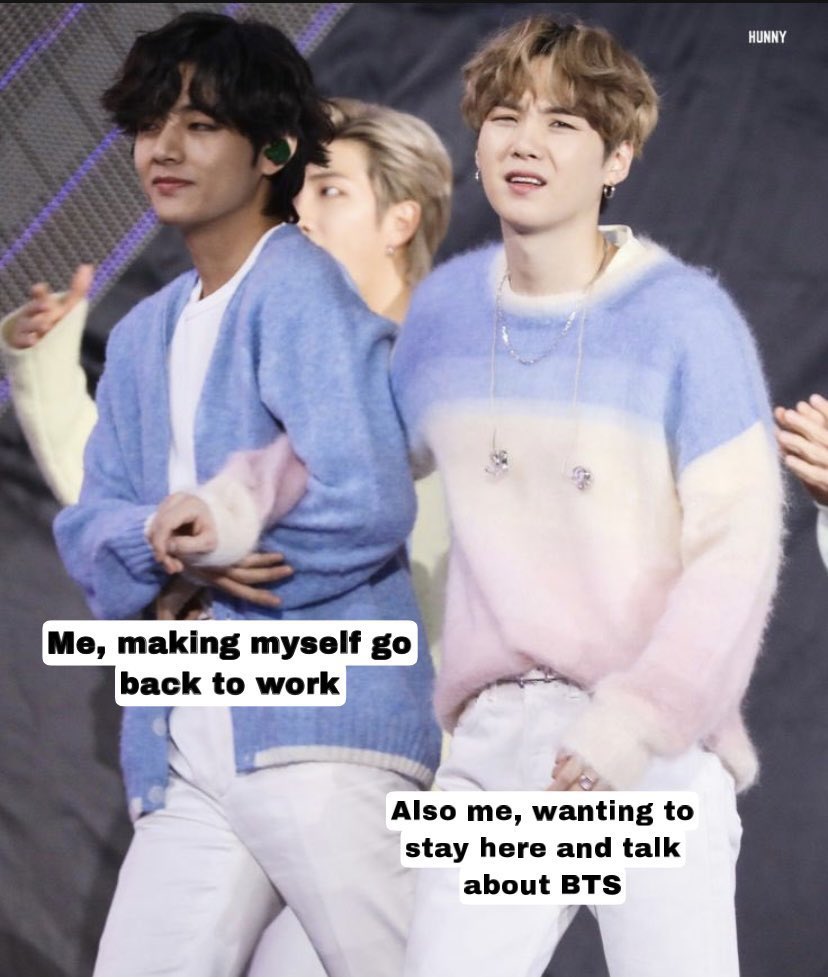 HUNNY
Me, making myself go
back to work
Also me, wanting to
stay here and talk
about BTS